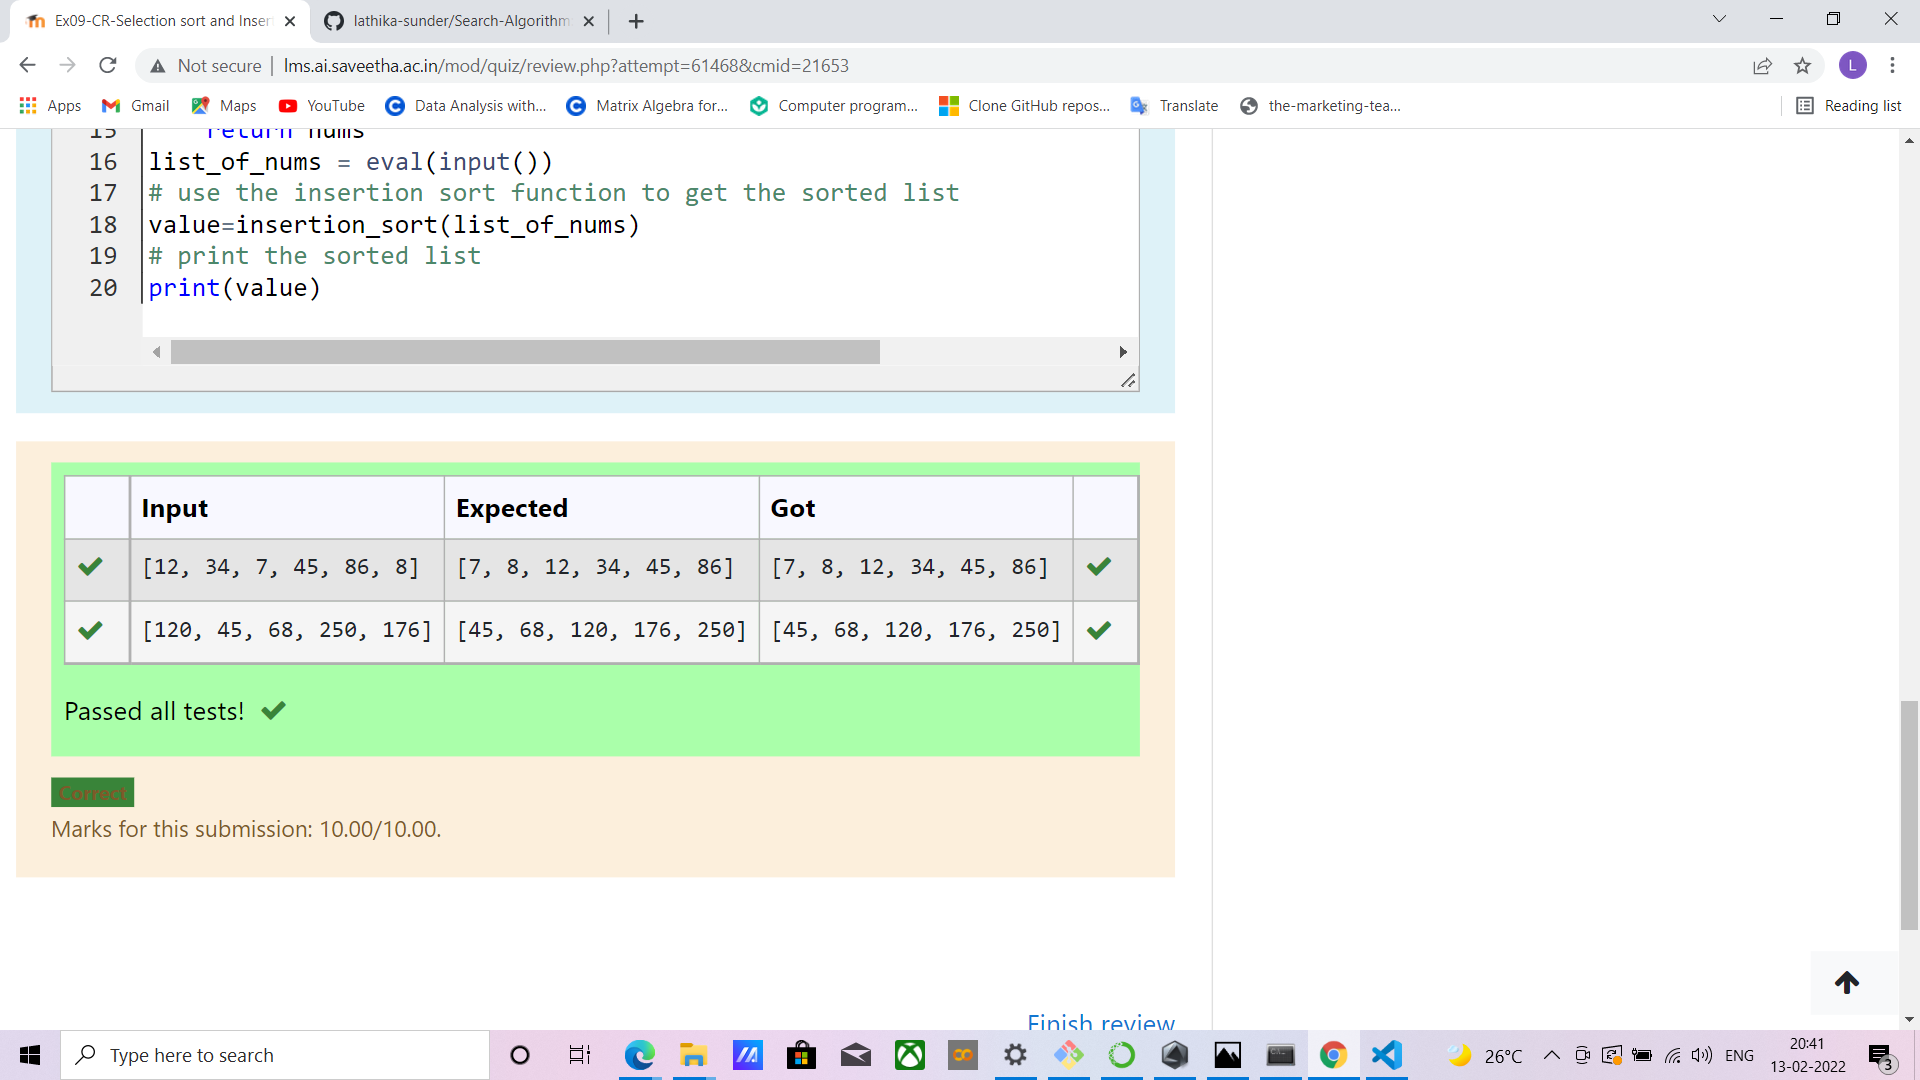 Ex09-CR-Selection sort and Inser
lathika-sunder/Search-Algorithm
Not secure
lms.ai.saveetha.ac.in/mod/quiz/review.php?attempt=61468&cmid=21653
L
Apps
Gmail
Maps
YouTube
Data Analysis with...
Matrix Algebra for...
Computer program...
Clone GitHub repos...
Translate
the-marketing-tea...
Reading list
15 return nums
16 list_of_nums = eval(input())
17 # use the insertion sort function to get the sorted list
18 value=insertion_sort(list_of_nums)
19 # print the sorted list
20 print(value)
Input Expected Got
[12, 34, 7, 45, 86, 8] [7, 8, 12, 34, 45, 86] [7, 8, 12, 34, 45, 86]
[120, 45, 68, 250, 176] [45, 68, 120, 176, 250] [45, 68, 120, 176, 250]
Passed all tests!
Correct
Marks for this submission: 10.00/10.00.
Finish review
Type here to search
26°C
ENG
20:41
13-02-2022
3